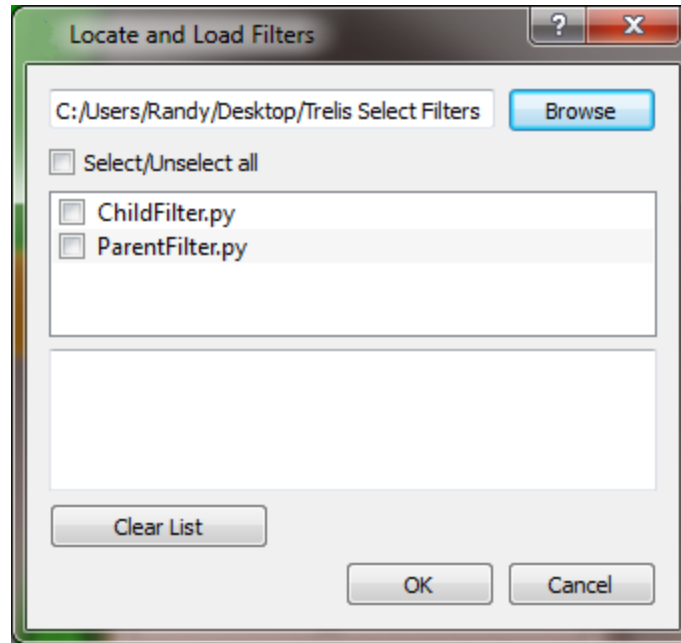 Locate and Load Filters
?
X
C:/Users/Randy/Desktop/Trelis Select Filters
Browse
Select/Unselect all
ChildFilter.py
ParentFilter.py
Clear List
OK
Cancel